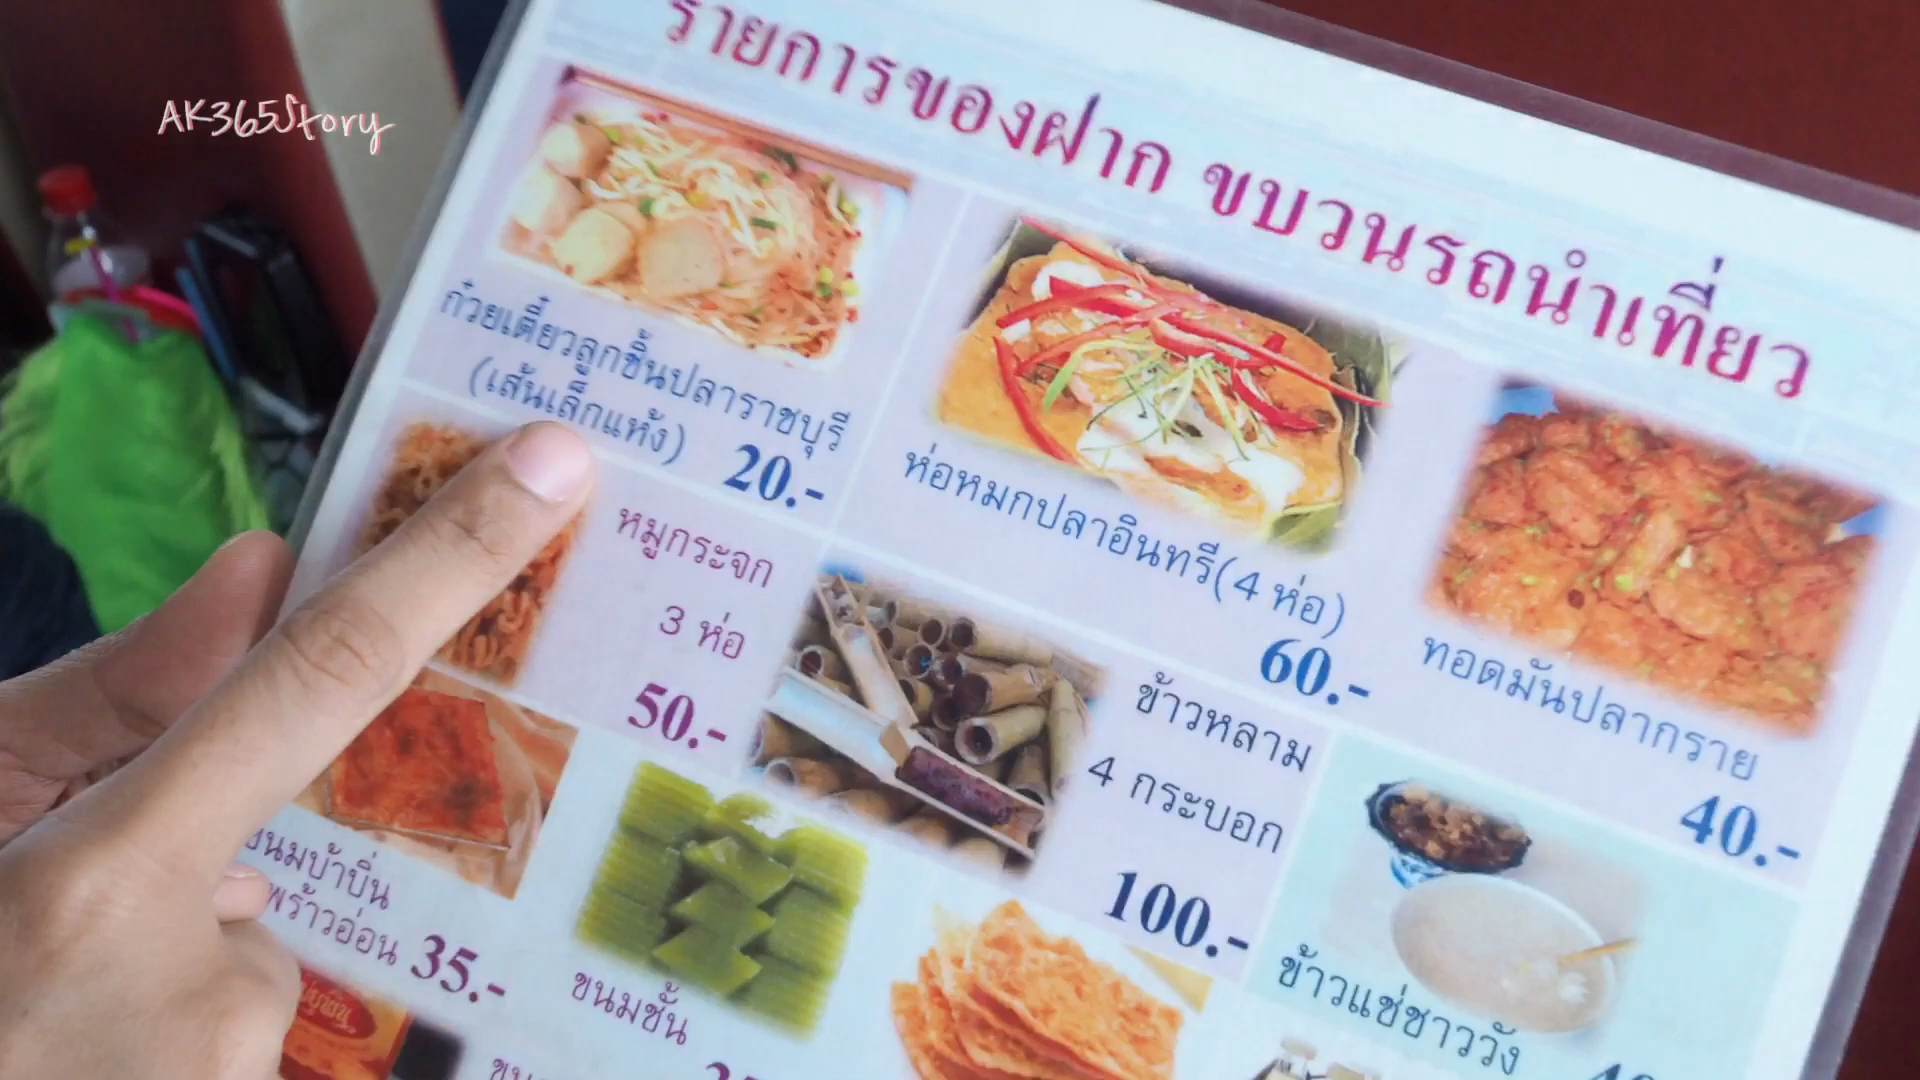 AK365Story
รายการของฝาก ขบวนรถนำเที่ยว
ก๋วยเตี๋ยวลูกชิ้นปลาราชบุรี
(เส้นเล็กแห้ง)
20.-
ห่อหมกปลาอินทรี(4 ห่อ)
60.-
ทอดมันปลากราย
40.-
หมูกระจก
3 ห่อ
50.-
ข้าวหลาม
4 กระบอก
100.-
ข้าวแช่ชาววัง
ขนมบ้าบิ่น
พร้าวอ่อน 35.-
ขนมชั้น